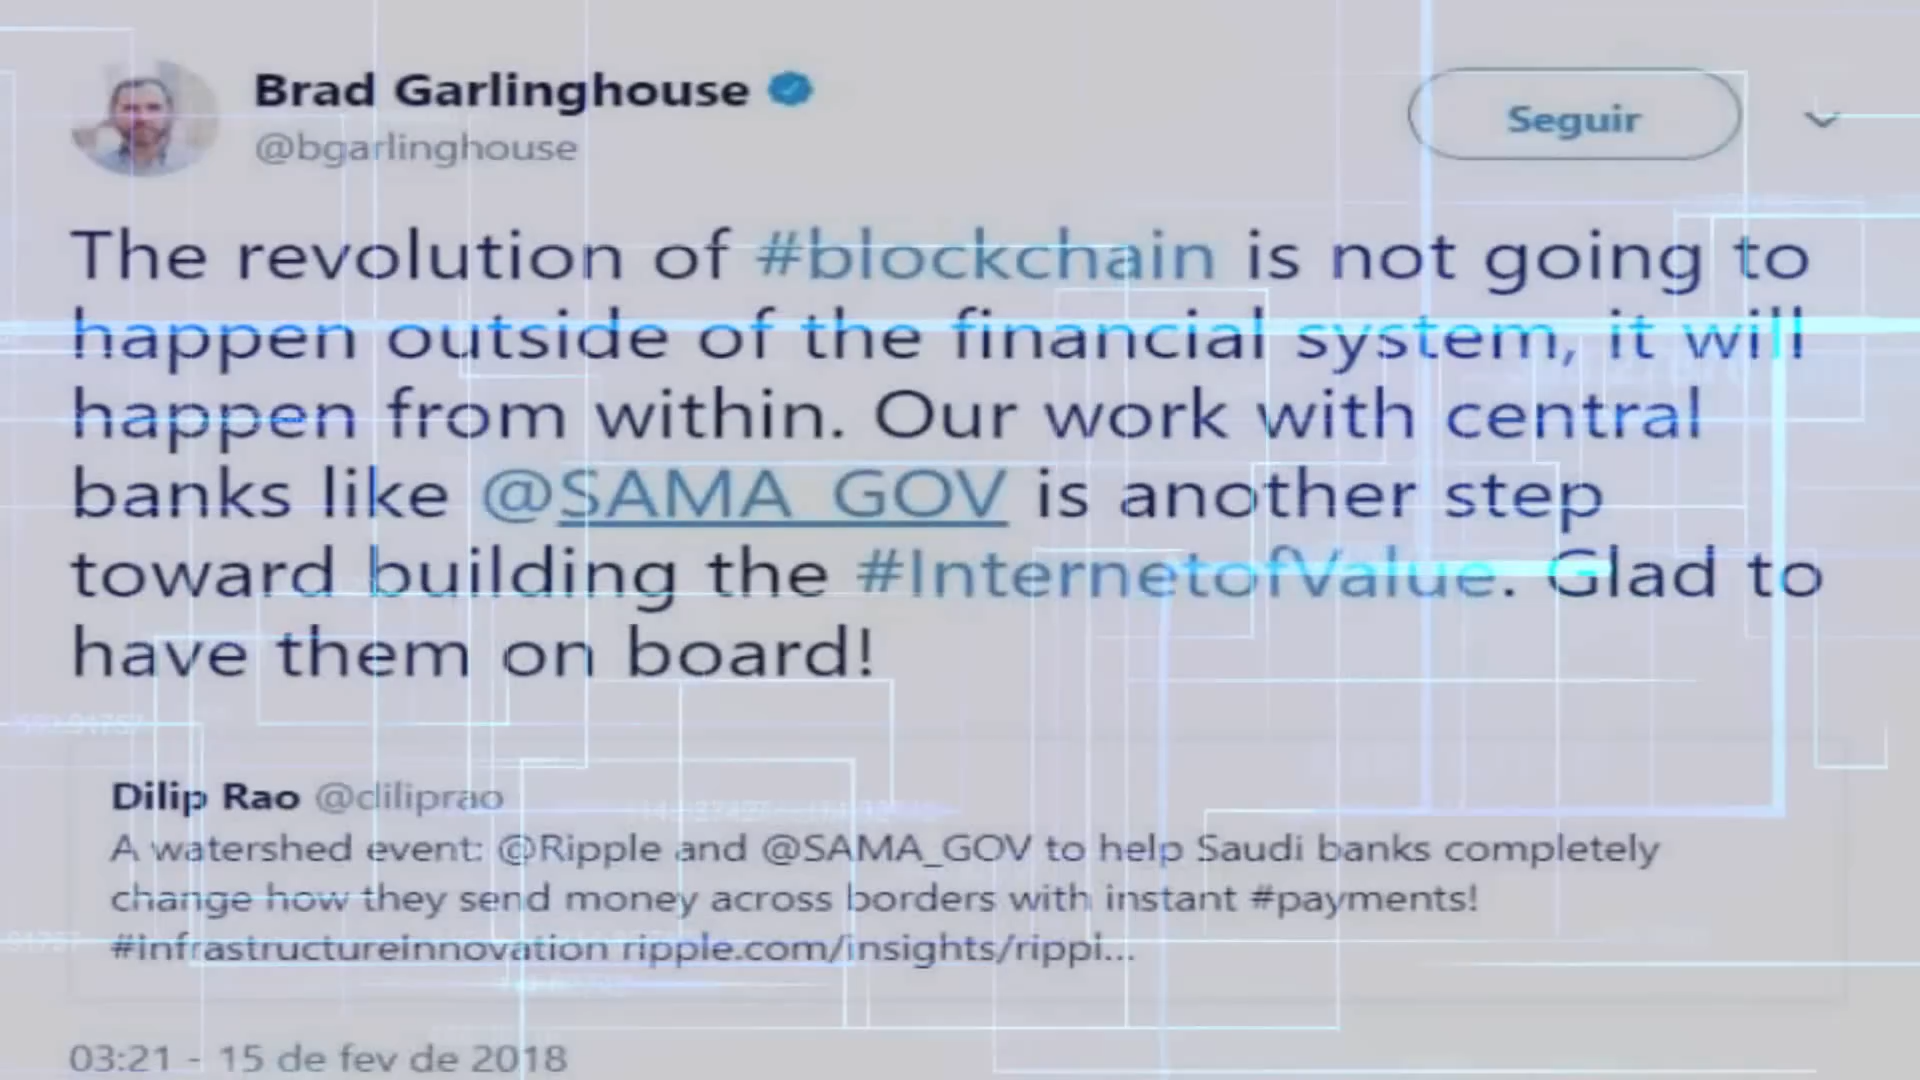 Brad Garlinghouse
@bgarlinghouse
Seguir
The revolution of #blockchain is not going to
happen outside of the financial system, it will
happen from within. Our work with central
banks like @SAMA_GOV is another step
toward building the #InternetofValue. Glad to
have them on board!
Dilip Rao @diliprao
A watershed event: @Ripple and @SAMA_GOV to help Saudi banks completely
change how they send money across borders with instant #payments!
#infrastructureinnovation ripple.com/insights/rippl...
03:21 - 15 de fev de 2018